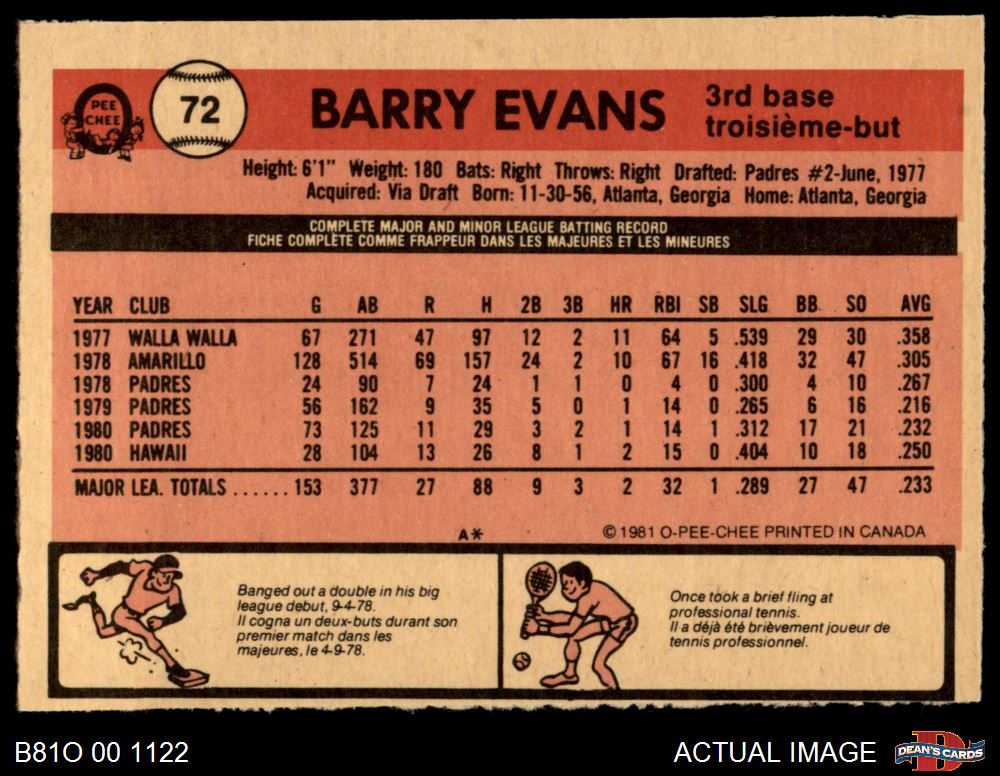 O
PEE
CHEE
72
BARRY EVANS
3rd base
troisième-but
Height: 6'1" Weight: 180 Bats: Right Throws: Right Drafted: Padres #2-June, 1977
Acquired: Via Draft Born: 11-30-56, Atlanta, Georgia Home: Atlanta, Georgia
COMPLETE MAJOR AND MINOR LEAGUE BATTING RECORD
FICHE COMPLÈTE COMME FRAPPEUR DANS LES MAJEURES ET LES MINEURES
YEAR CLUB G AB R H 2B 3B HR RBI SB SLG BB SO AVG
1977 WALLA WALLA 67 271 47 97 12 2 11 64 5 .539 29 30 .358
1978 AMARILLO 128 514 69 157 24 2 10 67 16 .418 32 47 .305
1978 PADRES 24 90 7 24 1 1 0 4 0 .300 4 10 .267
1979 PADRES 56 162 9 35 5 0 1 14 0 .265 6 16 .216
1980 PADRES 73 125 11 29 3 2 1 14 1 .312 17 21 .232
1980 HAWAII 28 104 13 26 8 1 2 15 0 .404 10 18 .250
MAJOR LEA. TOTALS ...... 153 377 27 88 9 3 2 32 1 .289 27 47 .233
A* © 1981 O-PEE-CHEE PRINTED IN CANADA
Banged out a double in his big
league debut, 9-4-78.
Il cogna un deux-buts durant son
premier match dans les
majeures, le 4-9-78.
Once took a brief fling at
professional tennis.
Il a déjà été brièvement joueur de
tennis professionnel.
B81O 00 1122
ACTUAL IMAGE
D
DEAN'S CARDS